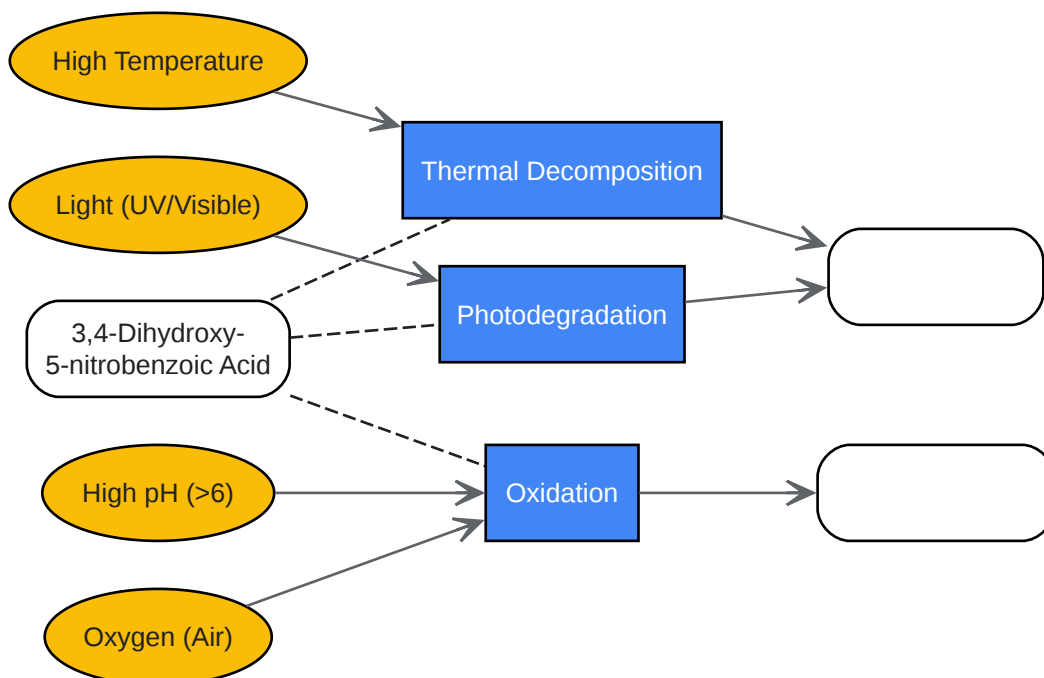 High Temperature
Thermal Decomposition
Light (UV/Visible)
Photodegradation
3,4-Dihydroxy-
5-nitrobenzoic Acid
High pH (>6)
Oxidation
Oxygen (Air)